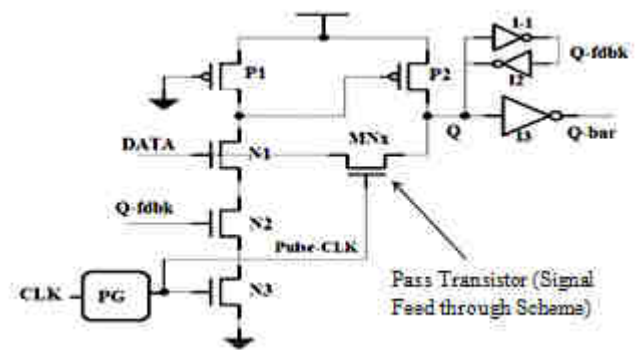 I-1
Q-fdbk
P1
P2
I2
DATA
N1
MNx
Q
I3
Q-bar
Q-fdbk
N2
Pulse-CLK
CLK
PG
N3
Pass Transistor (Signal
Feed through Scheme)